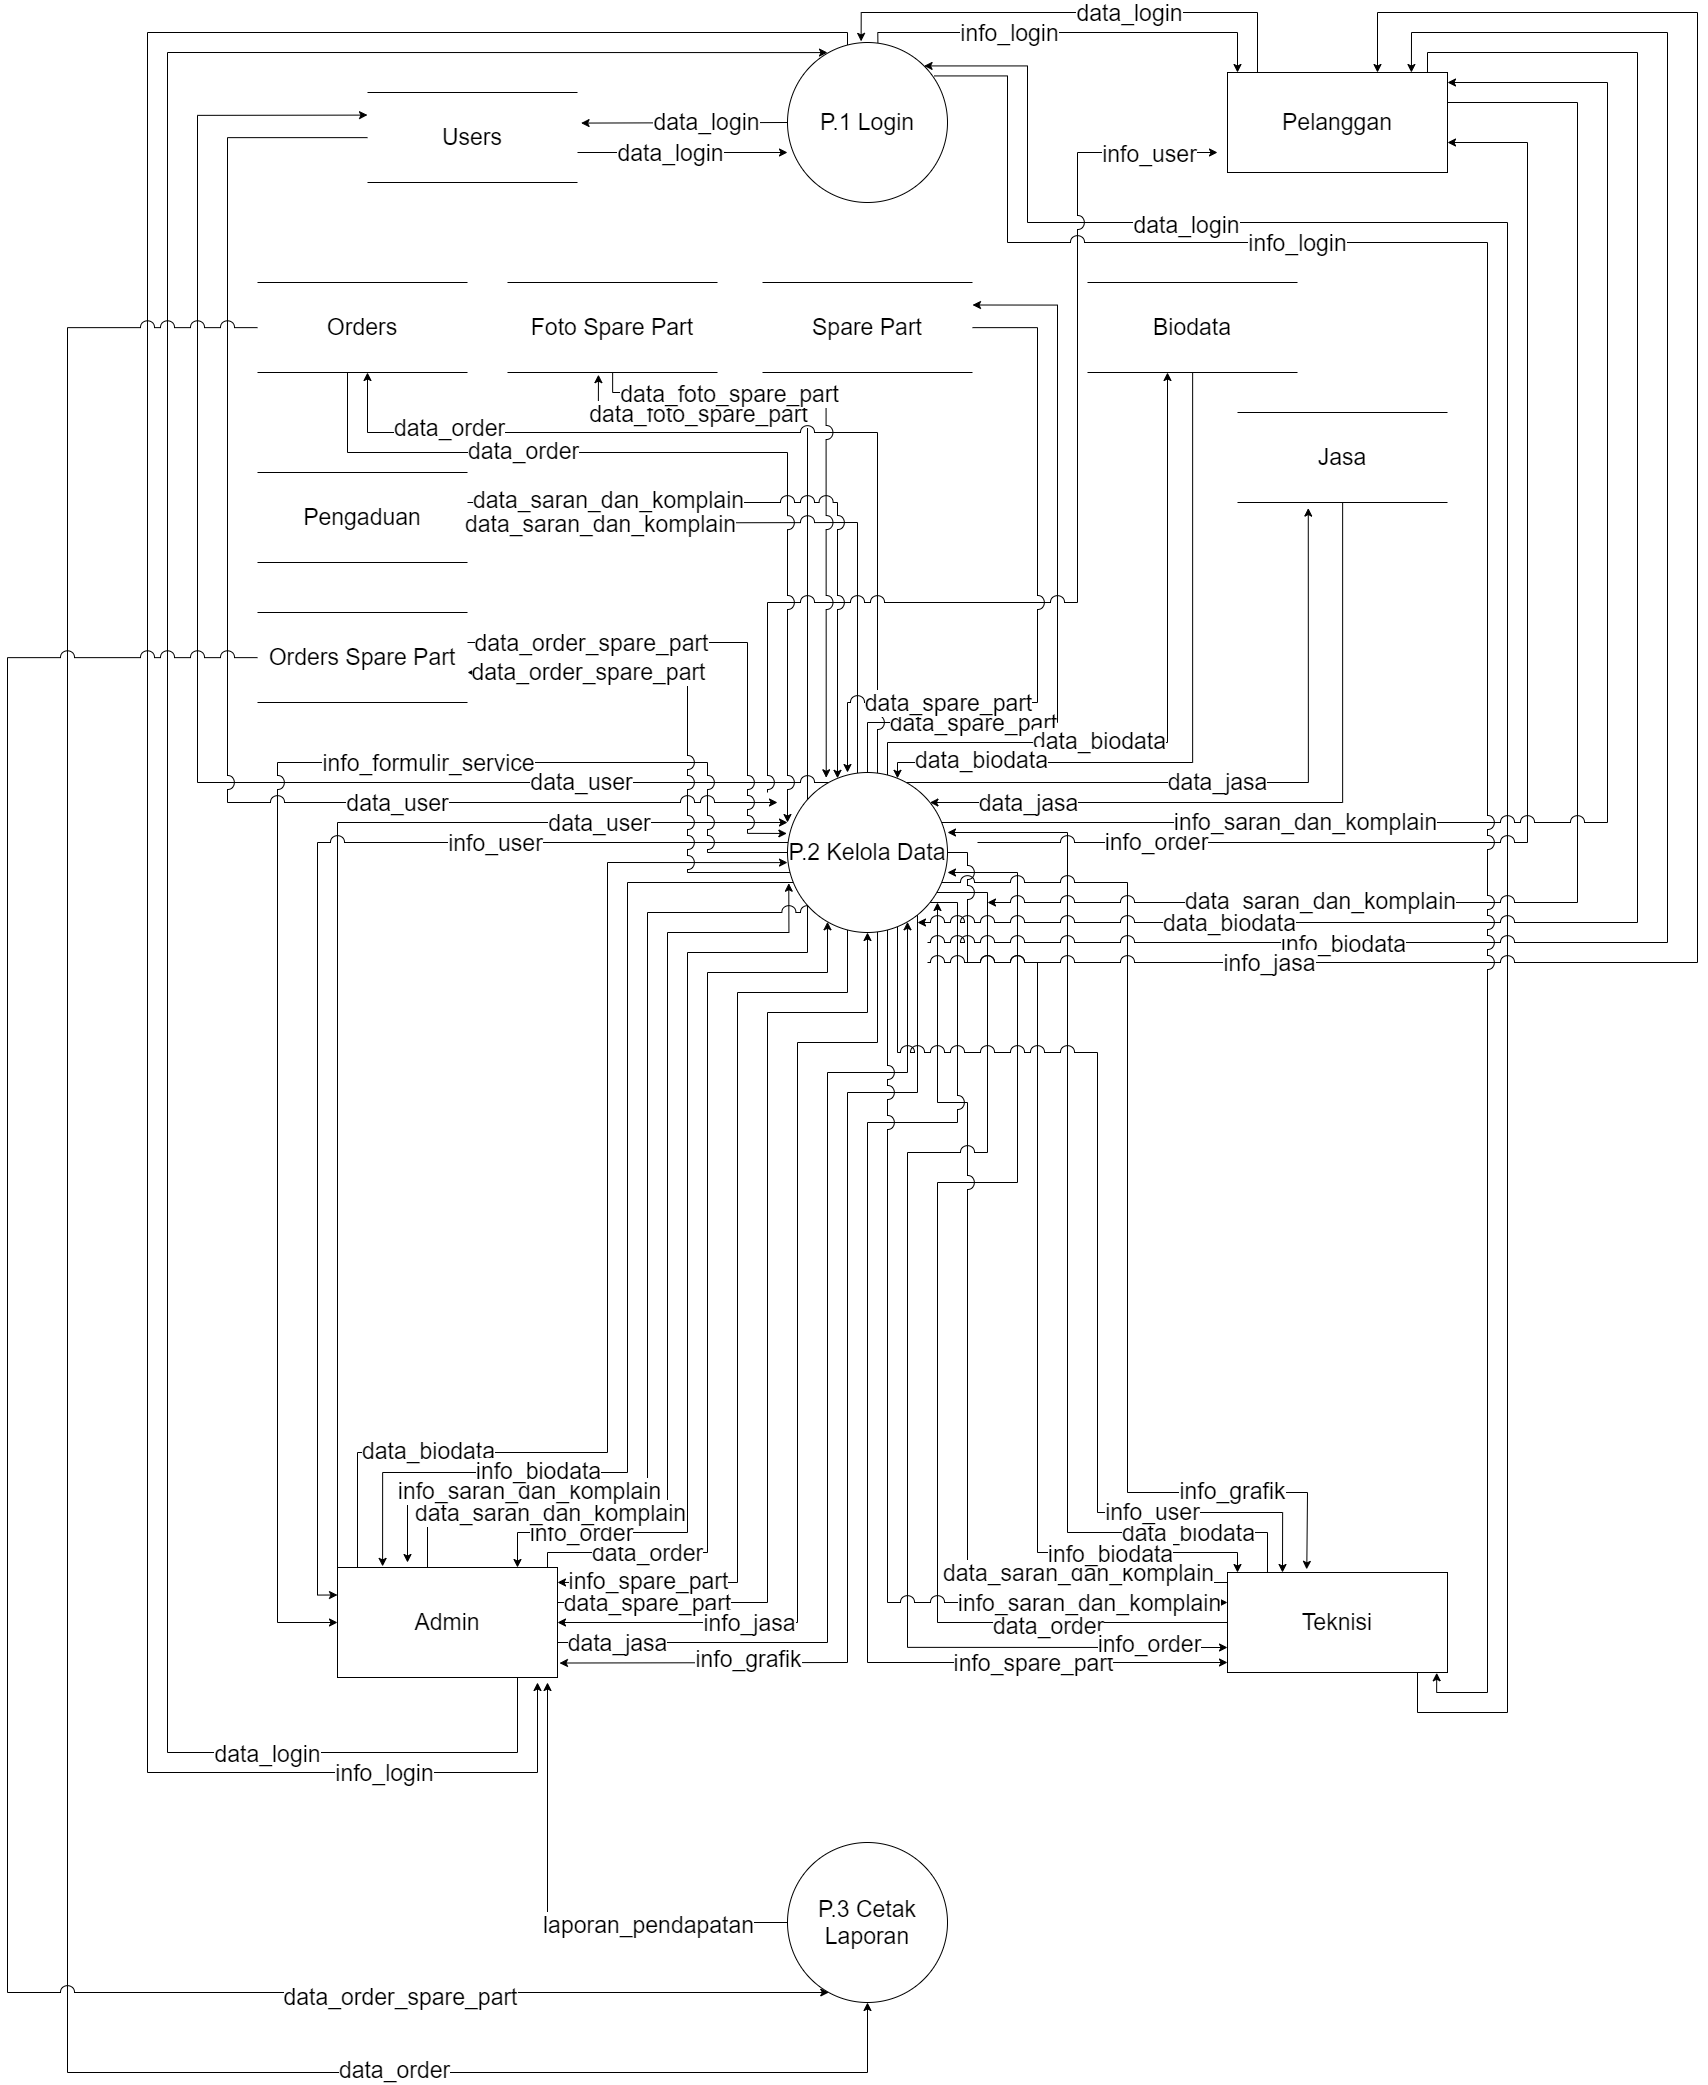 data_login
info_login
P.1 Login
Pelanggan
Users
data_login
data_login
info_user
data_login
info_login
Orders
Foto Spare Part
Spare Part
Biodata
data_foto_spare_part
data_foto_spare_part
data_order
data_order
Jasa
Pengaduan
data_saran_dan_komplain
data_saran_dan_komplain
Orders Spare Part
data_order_spare_part
data_order_spare_part
data_spare_part
data_spare_part
data_biodata
data_biodata
info_formulir_service
data_user
data_jasa
data_user
data_jasa
data_user
info_saran_dan_komplain
info_user
info_order
P.2 Kelola Data
data_saran_dan_komplain
data_biodata
info_biodata
info_jasa
data_biodata
info_biodata
info_saran_dan_komplain
data_saran_dan_komplain
info_order
data_order
info_spare_part
data_spare_part
Admin
info_jasa
data_jasa
info_grafik
info_grafik
info_user
data_biodata
info_biodata
data_saran_dan_komplain
info_saran_dan_komplain
Teknisi
data_order
info_order
info_spare_part
data_login
info_login
P.3 Cetak
Laporan
laporan_pendapatan
data_order_spare_part
data_order